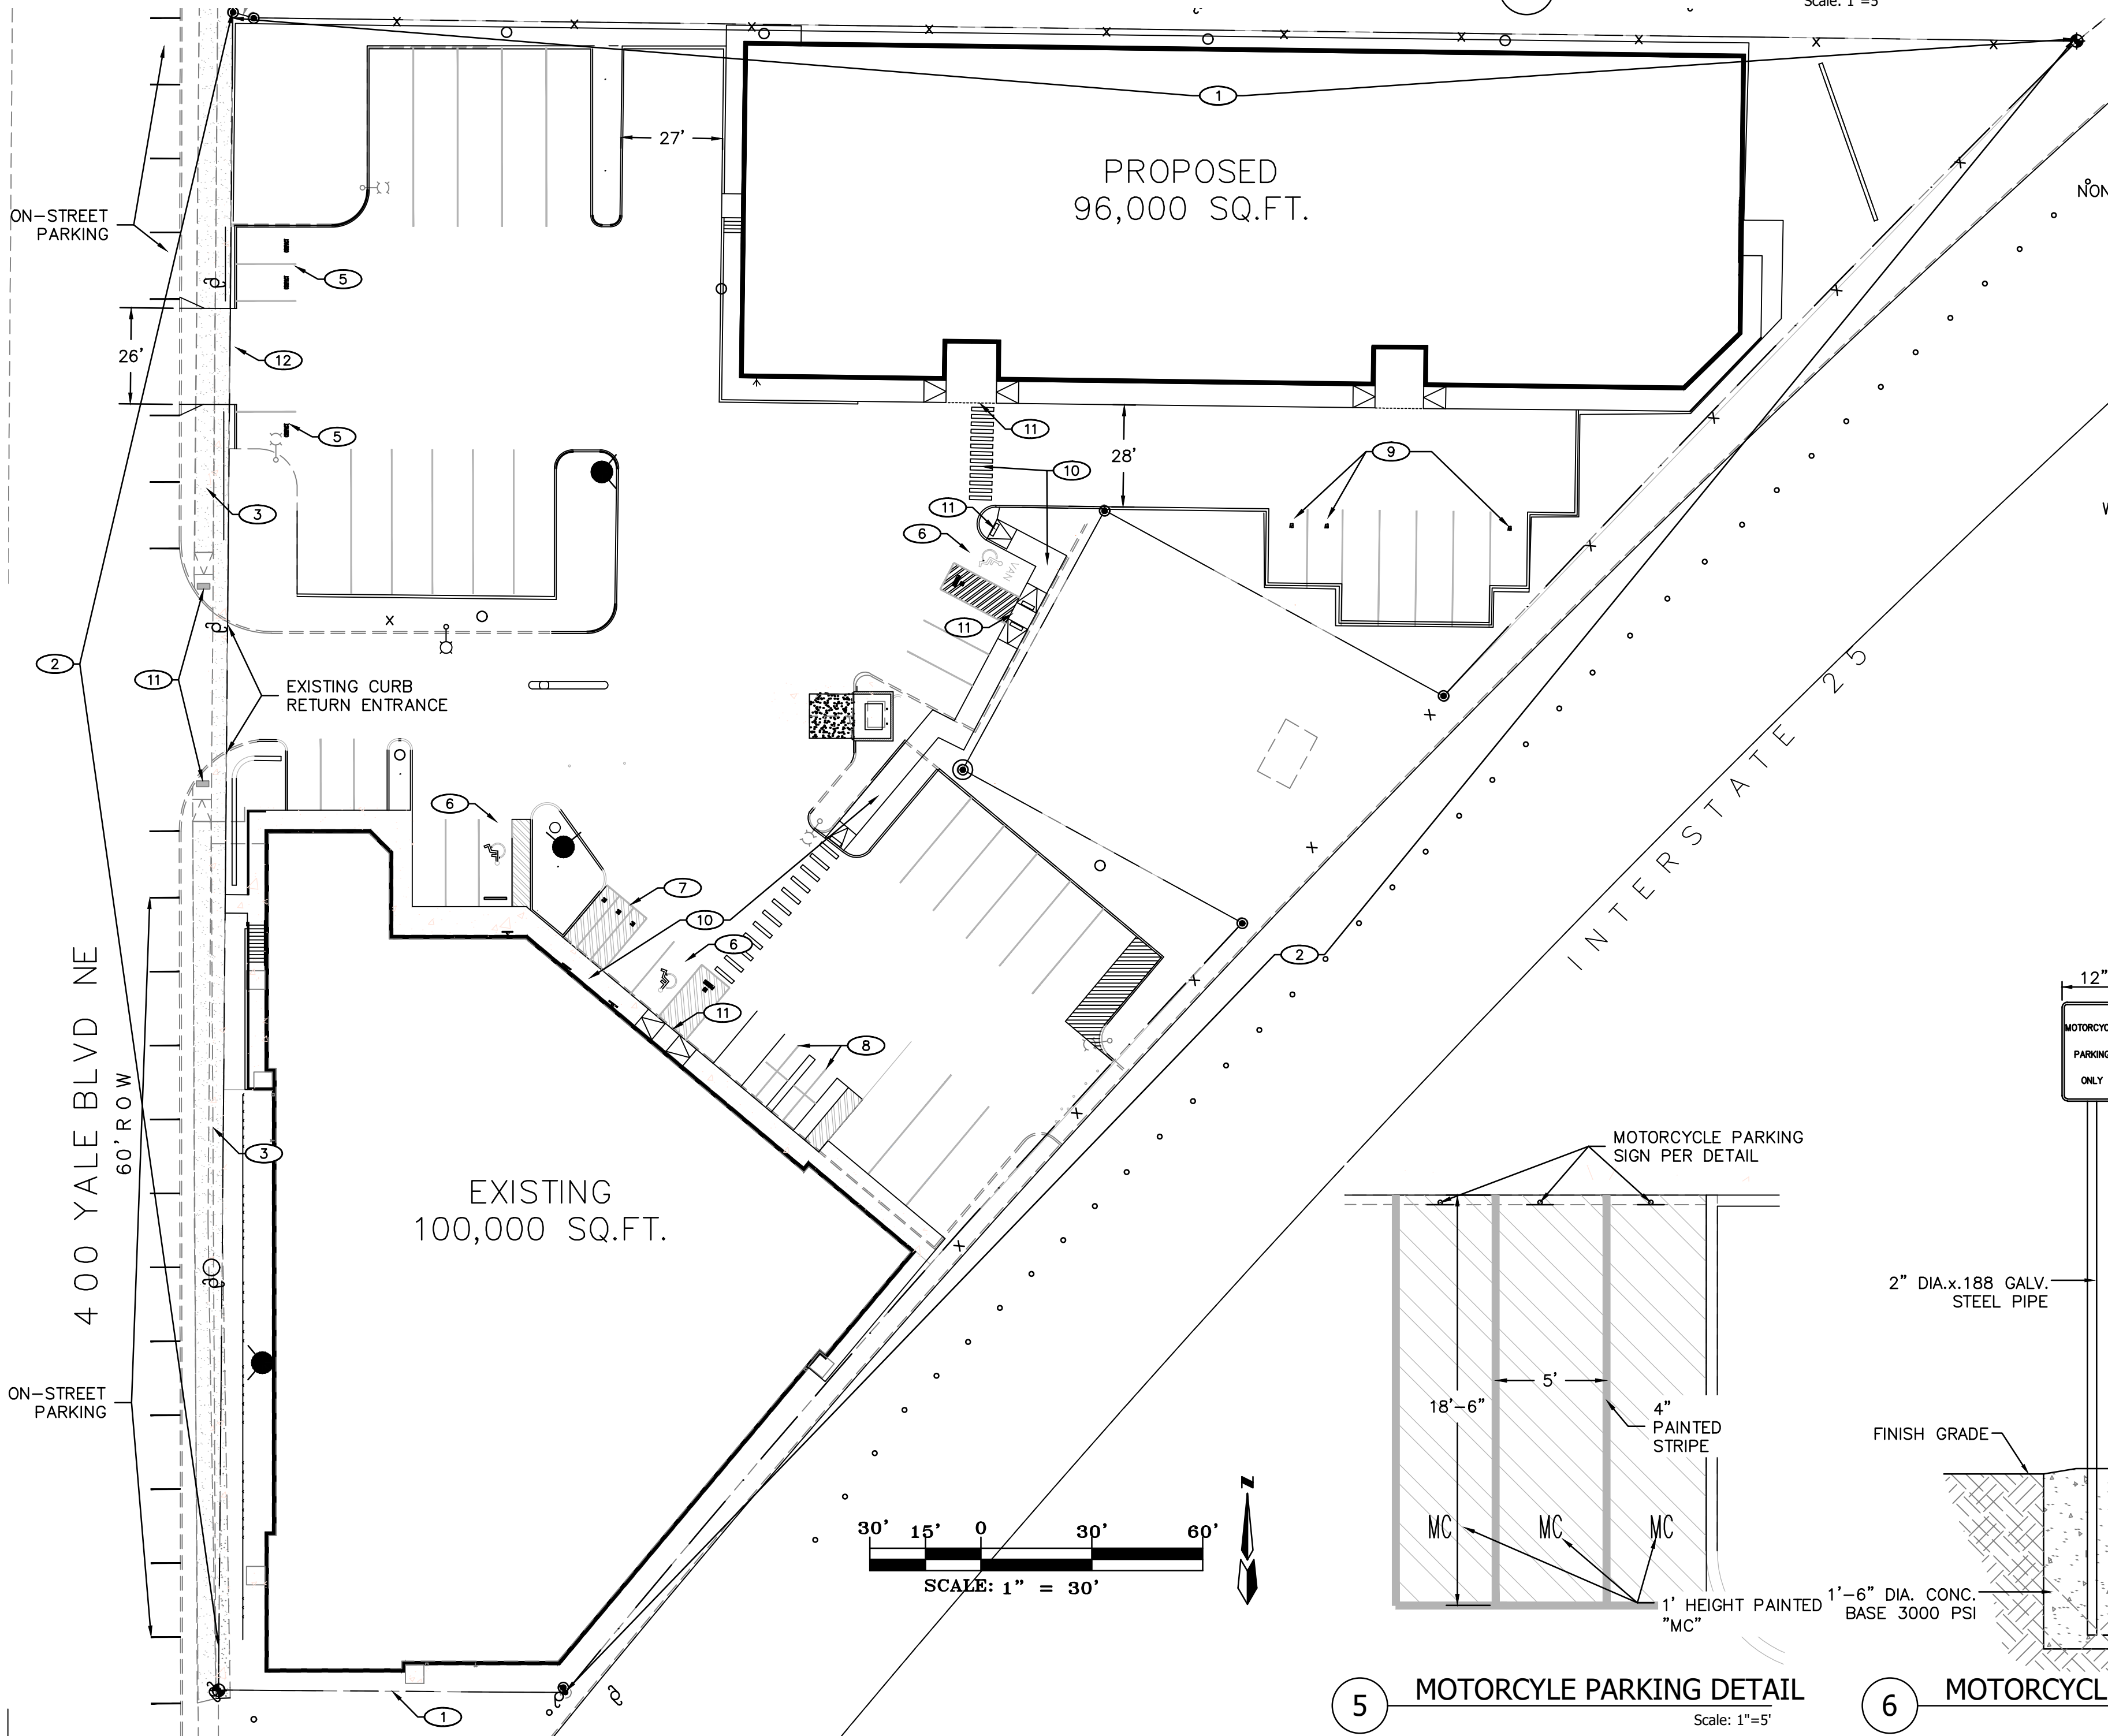 Scale: 1"=5'
1
27'
PROPOSED
96,000 SQ.FT.
NON
ON-STREET
PARKING
5
26'
12
5
11
28'
9
10
3
11
6
VAN
11
2
11
EXISTING CURB
RETURN ENTRANCE
INTERSTATE 25
6
7
10
6
2
11
8
12"
MOTORCYC
PARKING
ONLY
400 YALE BLVD NE
60' ROW
3
MOTORCYCLE PARKING
SIGN PER DETAIL
EXISTING
100,000 SQ.FT.
2" DIA.x.188 GALV.
STEEL PIPE
5'
18'-6"
4"
PAINTED
STRIPE
ON-STREET
PARKING
FINISH GRADE
N
30' 15' 0 30' 60'
SCALE: 1" = 30'
MC MC MC
1' HEIGHT PAINTED
"MC"
1'-6" DIA. CONC.
BASE 3000 PSI
1
5 MOTORCYLE PARKING DETAIL
Scale: 1"=5'
6 MOTORCYCL